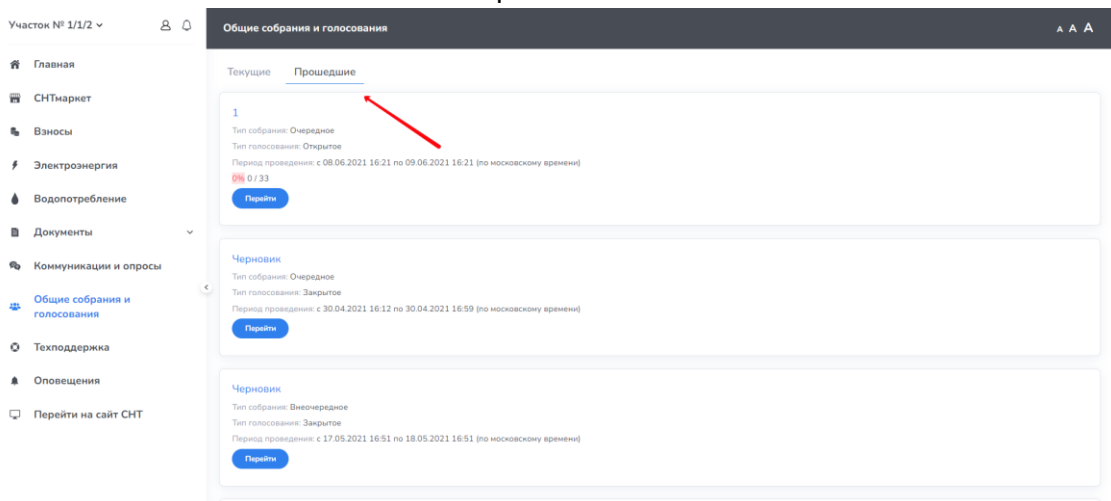 Участок № 1/1/2
Общие собрания и голосования
А А А
Главная
СНТмаркет
Взносы
Электроэнергия
Водопотребление
Документы
Коммуникации и опросы
Общие собрания и
голосования
Техподдержка
Оповещения
Перейти на сайт СНТ
Текущие Прошедшие
1
Тип собрания: Очередное
Тип голосования: Открытое
Период проведения: с 08.06.2021 16:21 по 09.06.2021 16:21 (по московскому времени)
0% 0 / 33
Перейти
Черновик
Тип собрания: Очередное
Тип голосования: Закрытое
Период проведения: с 30.04.2021 16:12 по 30.04.2021 16:59 (по московскому времени)
Перейти
Черновик
Тип собрания: Внеочередное
Тип голосования: Закрытое
Период проведения: с 17.05.2021 16:51 по 18.05.2021 16:51 (по московскому времени)
Перейти